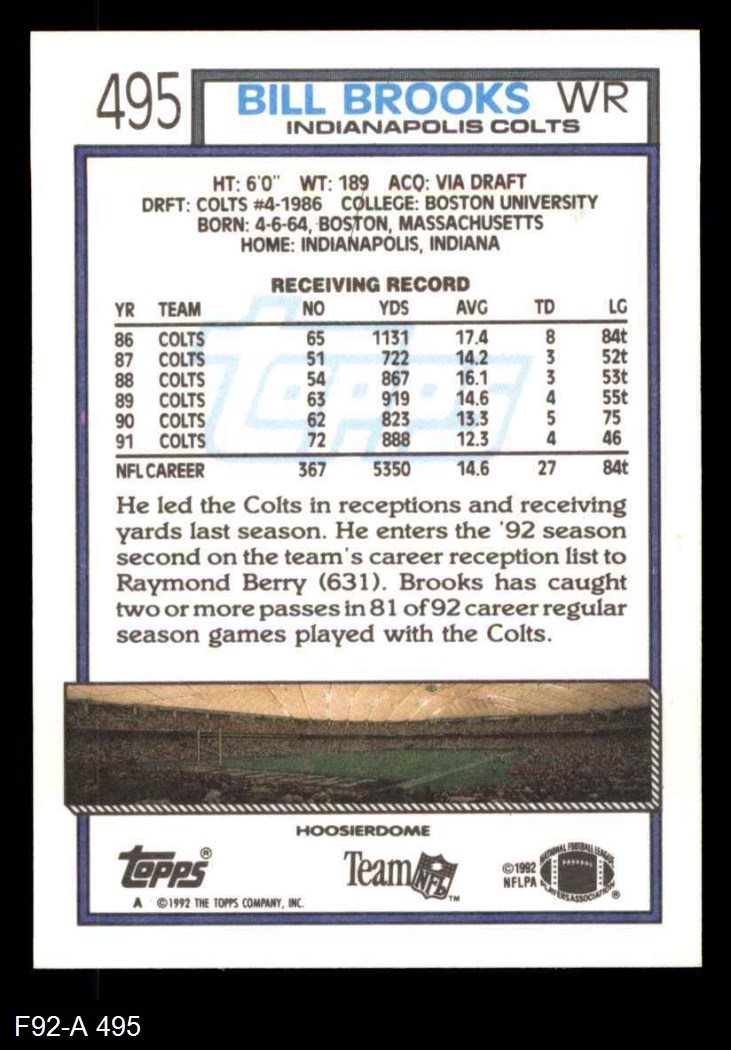 495 BILL BROOKS WR
INDIANAPOLIS COLTS
HT: 6'0" WT: 189 ACQ: VIA DRAFT
DRFT: COLTS #4-1986 COLLEGE: BOSTON UNIVERSITY
BORN: 4-6-64, BOSTON, MASSACHUSETTS
HOME: INDIANAPOLIS, INDIANA
RECEIVING RECORD
YR TEAM NO YDS AVG TD LG
86 COLTS 65 1131 17.4 8 84t
87 COLTS 51 722 14.2 3 52t
88 COLTS 54 867 16.1 3 53t
89 COLTS 63 919 14.6 4 55t
90 COLTS 62 823 13.3 5 75
91 COLTS 72 888 12.3 4 46
NFL CAREER 367 5350 14.6 27 84t
topps
He led the Colts in receptions and receiving
yards last season. He enters the '92 season
second on the team's career reception list to
Raymond Berry (631). Brooks has caught
two or more passes in 81 of 92 career regular
season games played with the Colts.
HOOSIERDOME
topps®
Team NFL™
©1992
NFLPA
NATIONAL FOOTBALL LEAGUE
PLAYERS ASSOCIATION ®
A ©1992 THE TOPPS COMPANY, INC.
F92-A 495